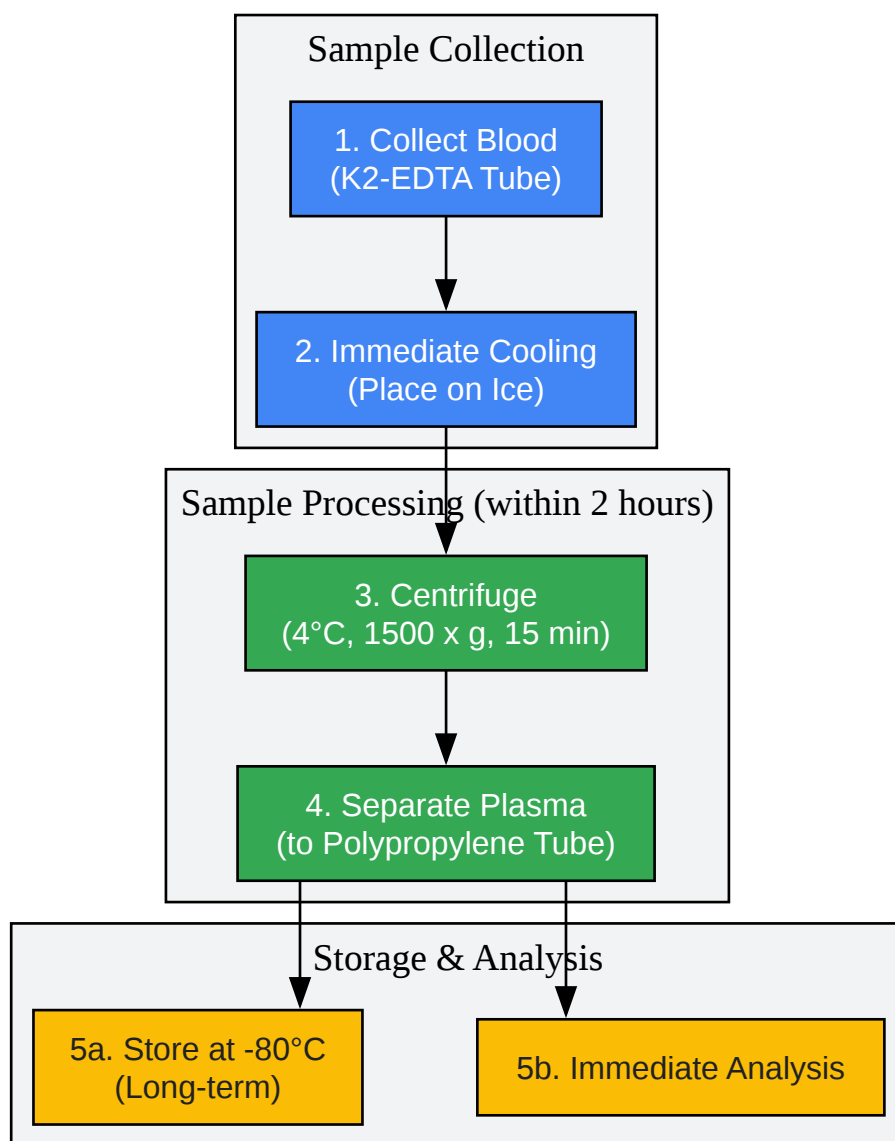 Sample Collection
1. Collect Blood
(K2-EDTA Tube)
2. Immediate Cooling
(Place on Ice)
Sample Processing (within 2 hours)
3. Centrifuge
(4°C, 1500 x g, 15 min)
4. Separate Plasma
(to Polypropylene Tube)
Storage & Analysis
5a. Store at -80°C
(Long-term)
5b. Immediate Analysis